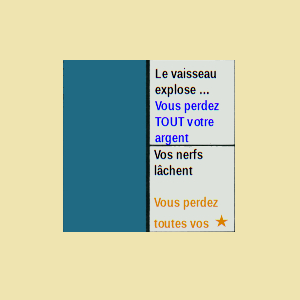 Le vaisseau
explose ...
Vous perdez
TOUT votre
argent
Vos nerfs
lâchent
Vous perdez
toutes vos ★